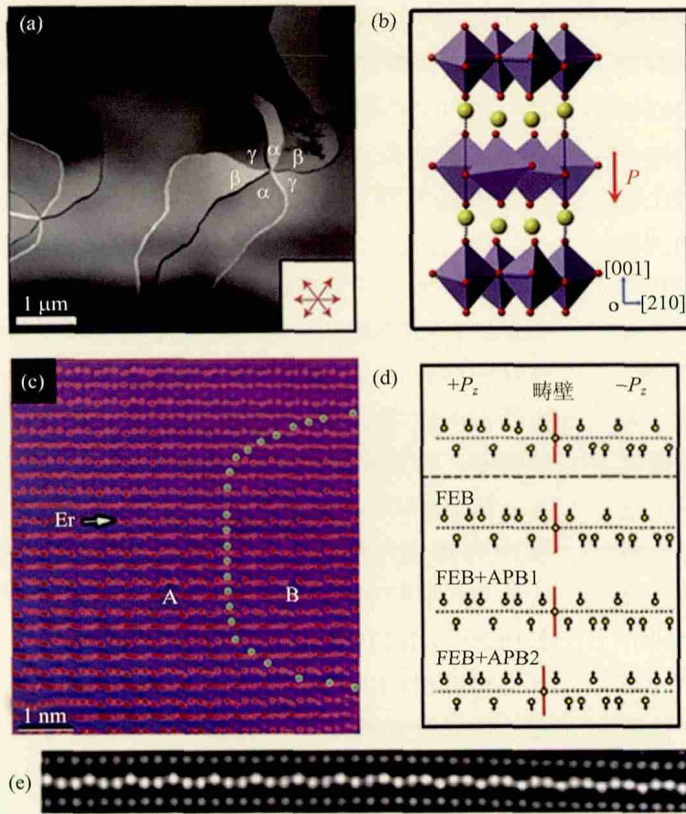 (a)
γ
α
β
β
α
γ
1 μm
(b)
P
[001]
o
[210]
(c)
Er
A
B
1 nm
(d)
+P_z 畴壁 −P_z
FEB
FEB+APB1
FEB+APB2
(e)